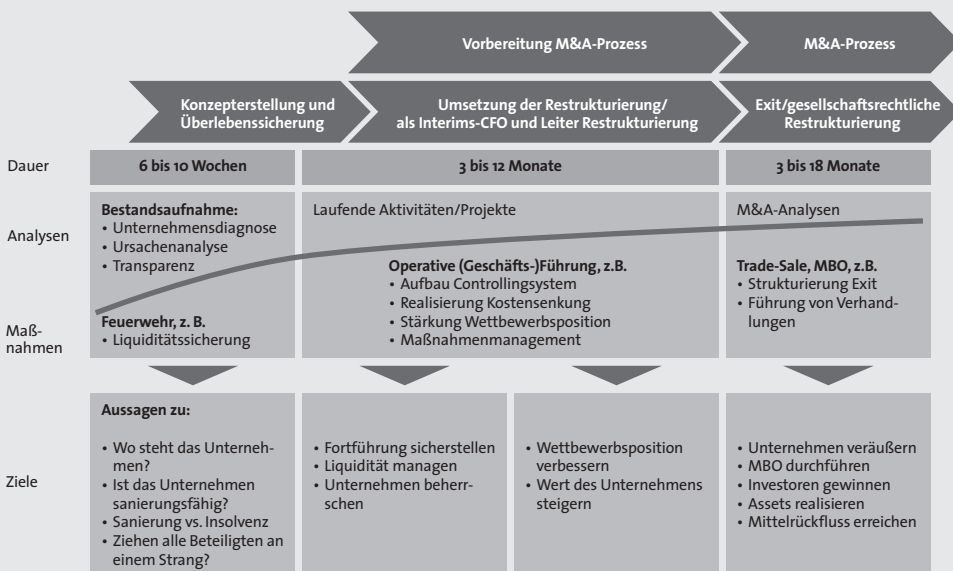 Vorbereitung M&A-Prozess
M&A-Prozess
Konzepterstellung und
Überlebenssicherung
Umsetzung der Restrukturierung/
als Interims-CFO und Leiter Restrukturierung
Exit/gesellschaftsrechtliche
Restrukturierung
Dauer
6 bis 10 Wochen
3 bis 12 Monate
3 bis 18 Monate
Analysen
Bestandsaufnahme:
• Unternehmensdiagnose
• Ursachenanalyse
• Transparenz
Laufende Aktivitäten/Projekte
M&A-Analysen
Maß-
nahmen
Feuerwehr, z. B.
• Liquiditätssicherung
Operative (Geschäfts-)Führung, z.B.
• Aufbau Controllingsystem
• Realisierung Kostensenkung
• Stärkung Wettbewerbsposition
• Maßnahmenmanagement
Trade-Sale, MBO, z.B.
• Strukturierung Exit
• Führung von Verhand-
lungen
Ziele
Aussagen zu:
• Wo steht das Unterneh-
men?
• Ist das Unternehmen
sanierungsfähig?
• Sanierung vs. Insolvenz
• Ziehen alle Beteiligten an
einem Strang?
• Fortführung sicherstellen
• Liquidität managen
• Unternehmen beherr-
schen
• Wettbewerbsposition
verbessern
• Wert des Unternehmens
steigern
• Unternehmen veräußern
• MBO durchführen
• Investoren gewinnen
• Assets realisieren
• Mittelrückfluss erreichen